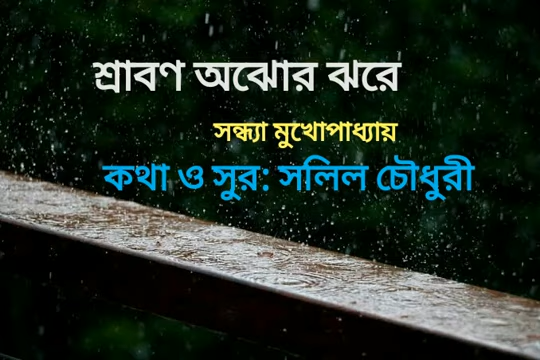 শ্রাবণ অঝোর ঝরে
সন্ধ্যা মুখোপাধ্যায়
কথা ও সুর: সলিল চৌধুরী